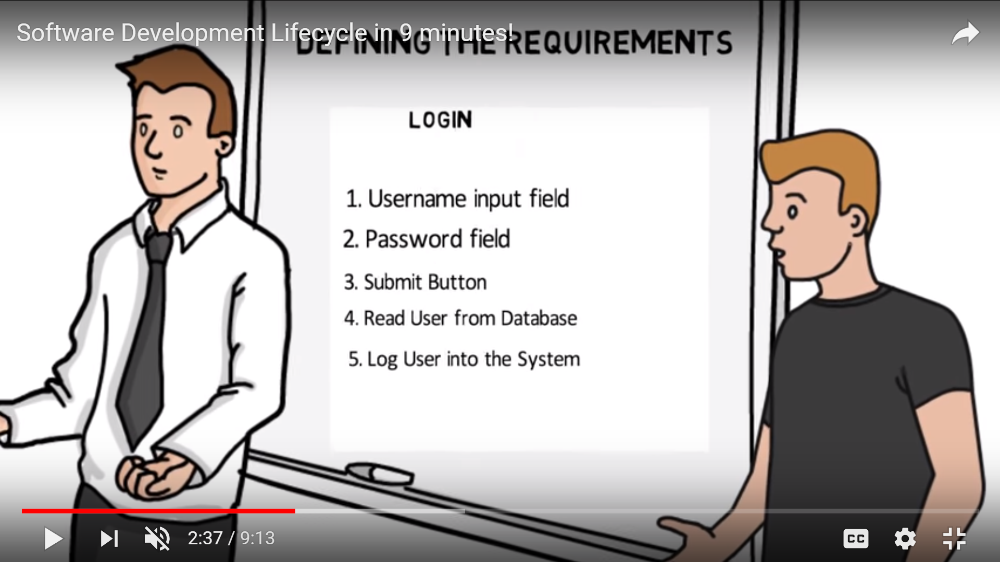 Software Development Lifecycle in 9 minutes!
DEFINING THE REQUIREMENTS
LOGIN
1. Username input field
2. Password field
3. Submit Button
4. Read User from Database
5. Log User into the System
2:37 / 9:13
CC